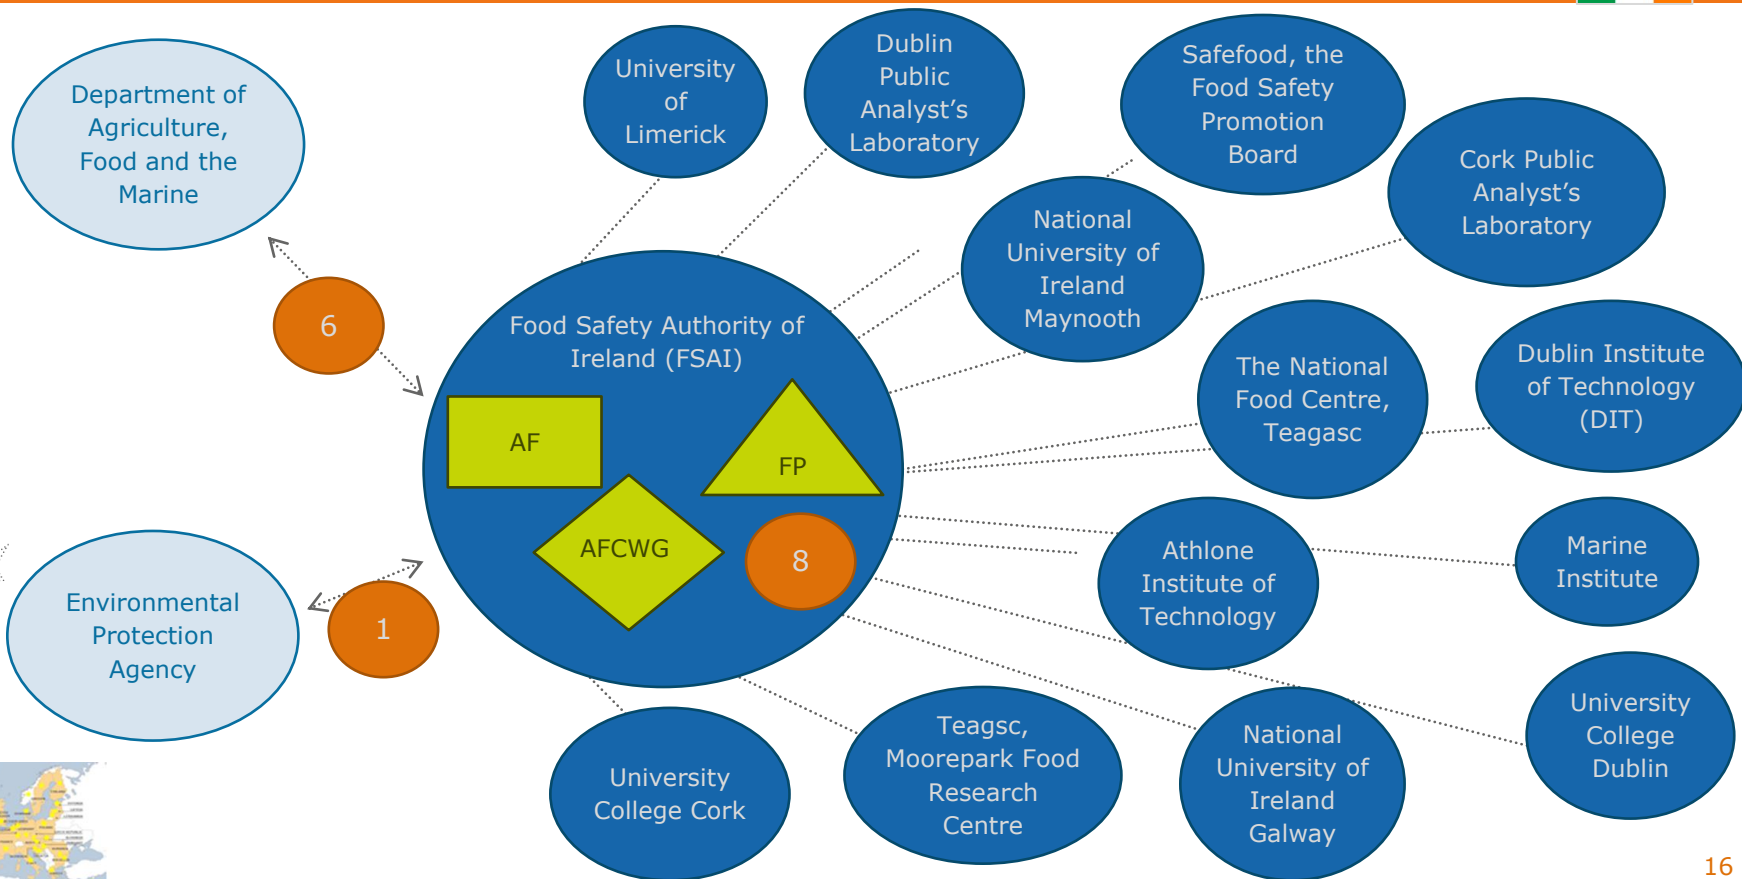 Department of
Agriculture,
Food and the
Marine
University
of
Limerick
Dublin
Public
Analyst’s
Laboratory
Safefood, the
Food Safety
Promotion
Board
Cork Public
Analyst’s
Laboratory
National
University of
Ireland
Maynooth
6
Food Safety Authority of
Ireland (FSAI)
AF
FP
AFCWG
8
The National
Food Centre,
Teagasc
Dublin Institute
of Technology
(DIT)
Athlone
Institute of
Technology
Marine
Institute
Environmental
Protection
Agency
1
University
College Cork
Teagsc,
Moorepark Food
Research
Centre
National
University of
Ireland
Galway
University
College
Dublin
16